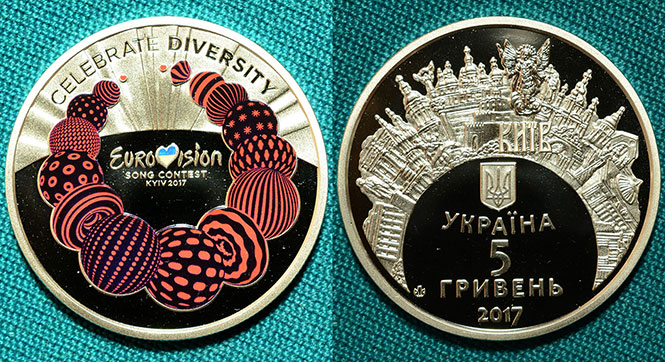 CELEBRATE DIVERSITY
EUROVISION
SONG CONTEST
KYIV 2017
КИЇВ
УКРАЇНА
5
ГРИВЕНЬ
2017